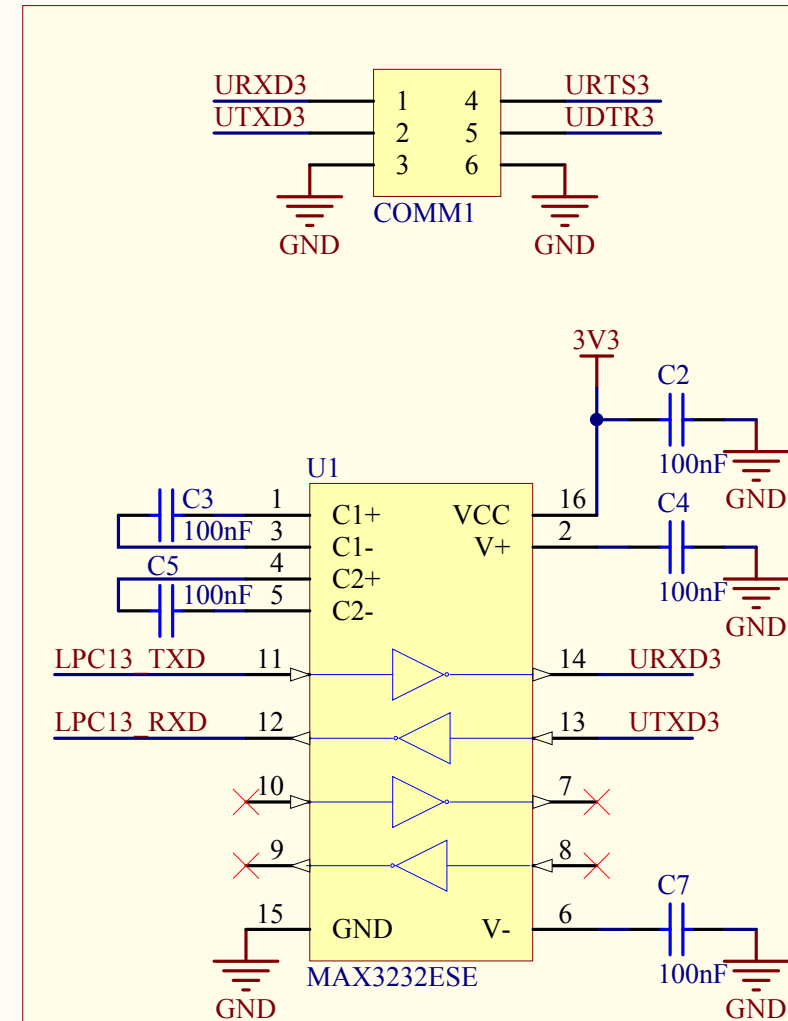 URXD3 1 4 URTS3
UTXD3 2 5 UDTR3
3 6
COMM1
GND GND
3V3
C2
100nF
GND
U1
1 C1+ VCC 16
C3
100nF
3 C1- V+ 2
C4
100nF
GND
4 C2+
C5
100nF
5 C2-
LPC13_TXD 11 14 URXD3
LPC13_RXD 12 13 UTXD3
10 7
9 8
15 GND V- 6
C7
100nF
MAX3232ESE
GND GND